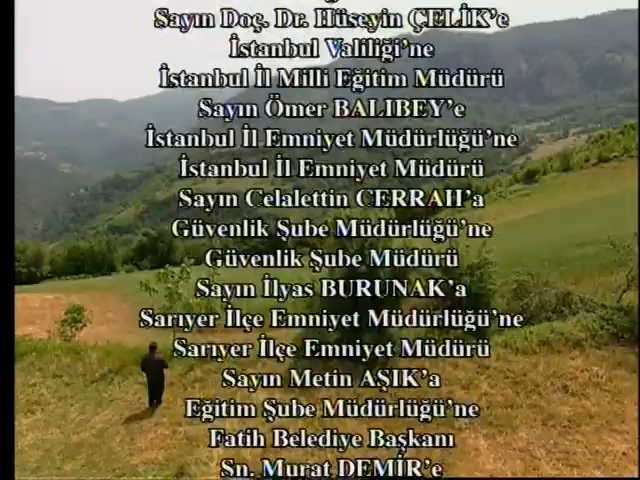 Sayın Doç. Dr. Hüseyin ÇELİK'e
İstanbul Valiliği'ne
İstanbul İl Milli Eğitim Müdürü
Sayın Ömer BALIBEY'e
İstanbul İl Emniyet Müdürlüğü'ne
İstanbul İl Emniyet Müdürü
Sayın Celalettin CERRAH'a
Güvenlik Şube Müdürlüğü'ne
Güvenlik Şube Müdürü
Sayın İlyas BURUNAK'a
Sarıyer İlçe Emniyet Müdürlüğü'ne
Sarıyer İlçe Emniyet Müdürü
Sayın Metin AŞIK'a
Eğitim Şube Müdürlüğü'ne
Fatih Belediye Başkanı
Sn. Murat DEMİR'e